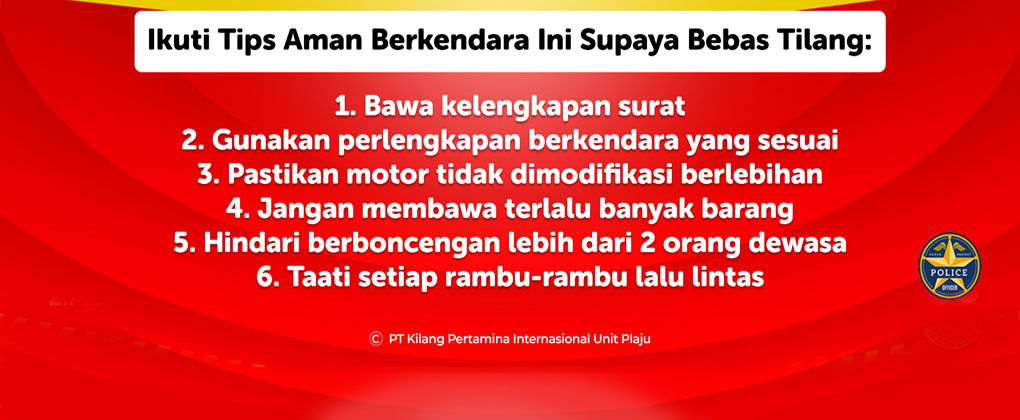 Ikuti Tips Aman Berkendara Ini Supaya Bebas Tilang:
1. Bawa kelengkapan surat
2. Gunakan perlengkapan berkendara yang sesuai
3. Pastikan motor tidak dimodifikasi berlebihan
4. Jangan membawa terlalu banyak barang
5. Hindari berboncengan lebih dari 2 orang dewasa
6. Taati setiap rambu-rambu lalu lintas
POLICE
OFFICER
© PT Kilang Pertamina Internasional Unit Plaju